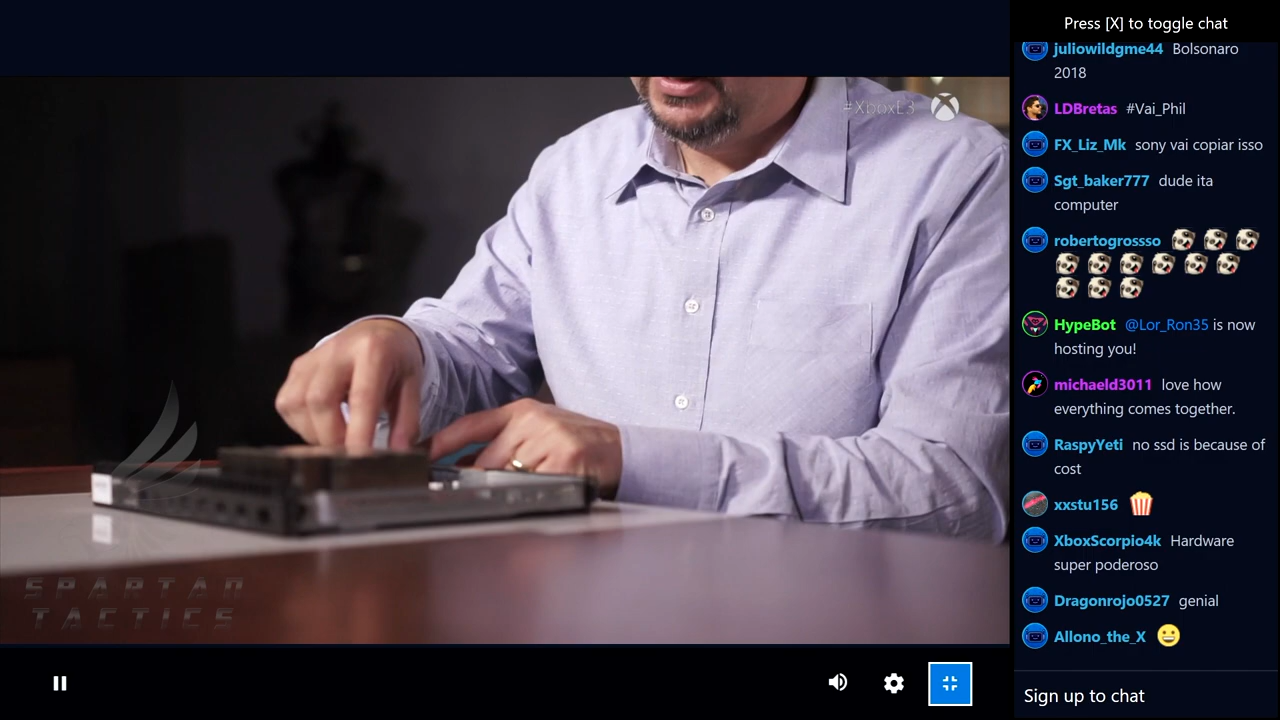 Press [X] to toggle chat
juliowildgme44 Bolsonaro
2018
#XboxE3
LDBretas #Vai_Phil
FX_Liz_Mk sony vai copiar isso
Sgt_baker777 dude ita
computer
robertogrossso
HypeBot @Lor_Ron35 is now
hosting you!
michaeld3011 love how
everything comes together.
RaspyYeti no ssd is because of
cost
xxstu156
XboxScorpio4k Hardware
super poderoso
Dragonrojo0527 genial
Allono_the_X
SPARTAN
TACTICS
Sign up to chat